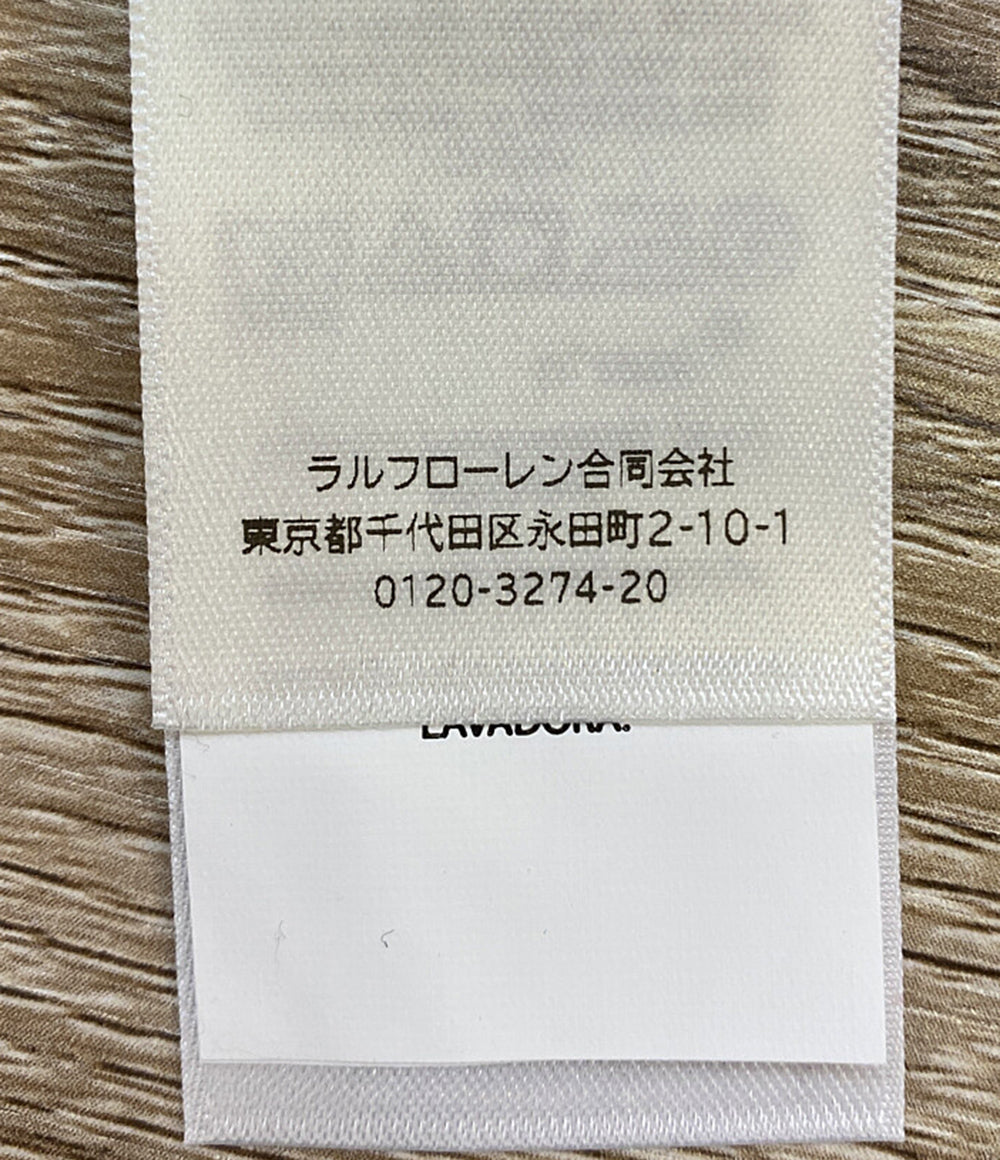 ラルフローレン合同会社
東京都千代田区永田町2-10-1
0120-3274-20
LAVADORA.